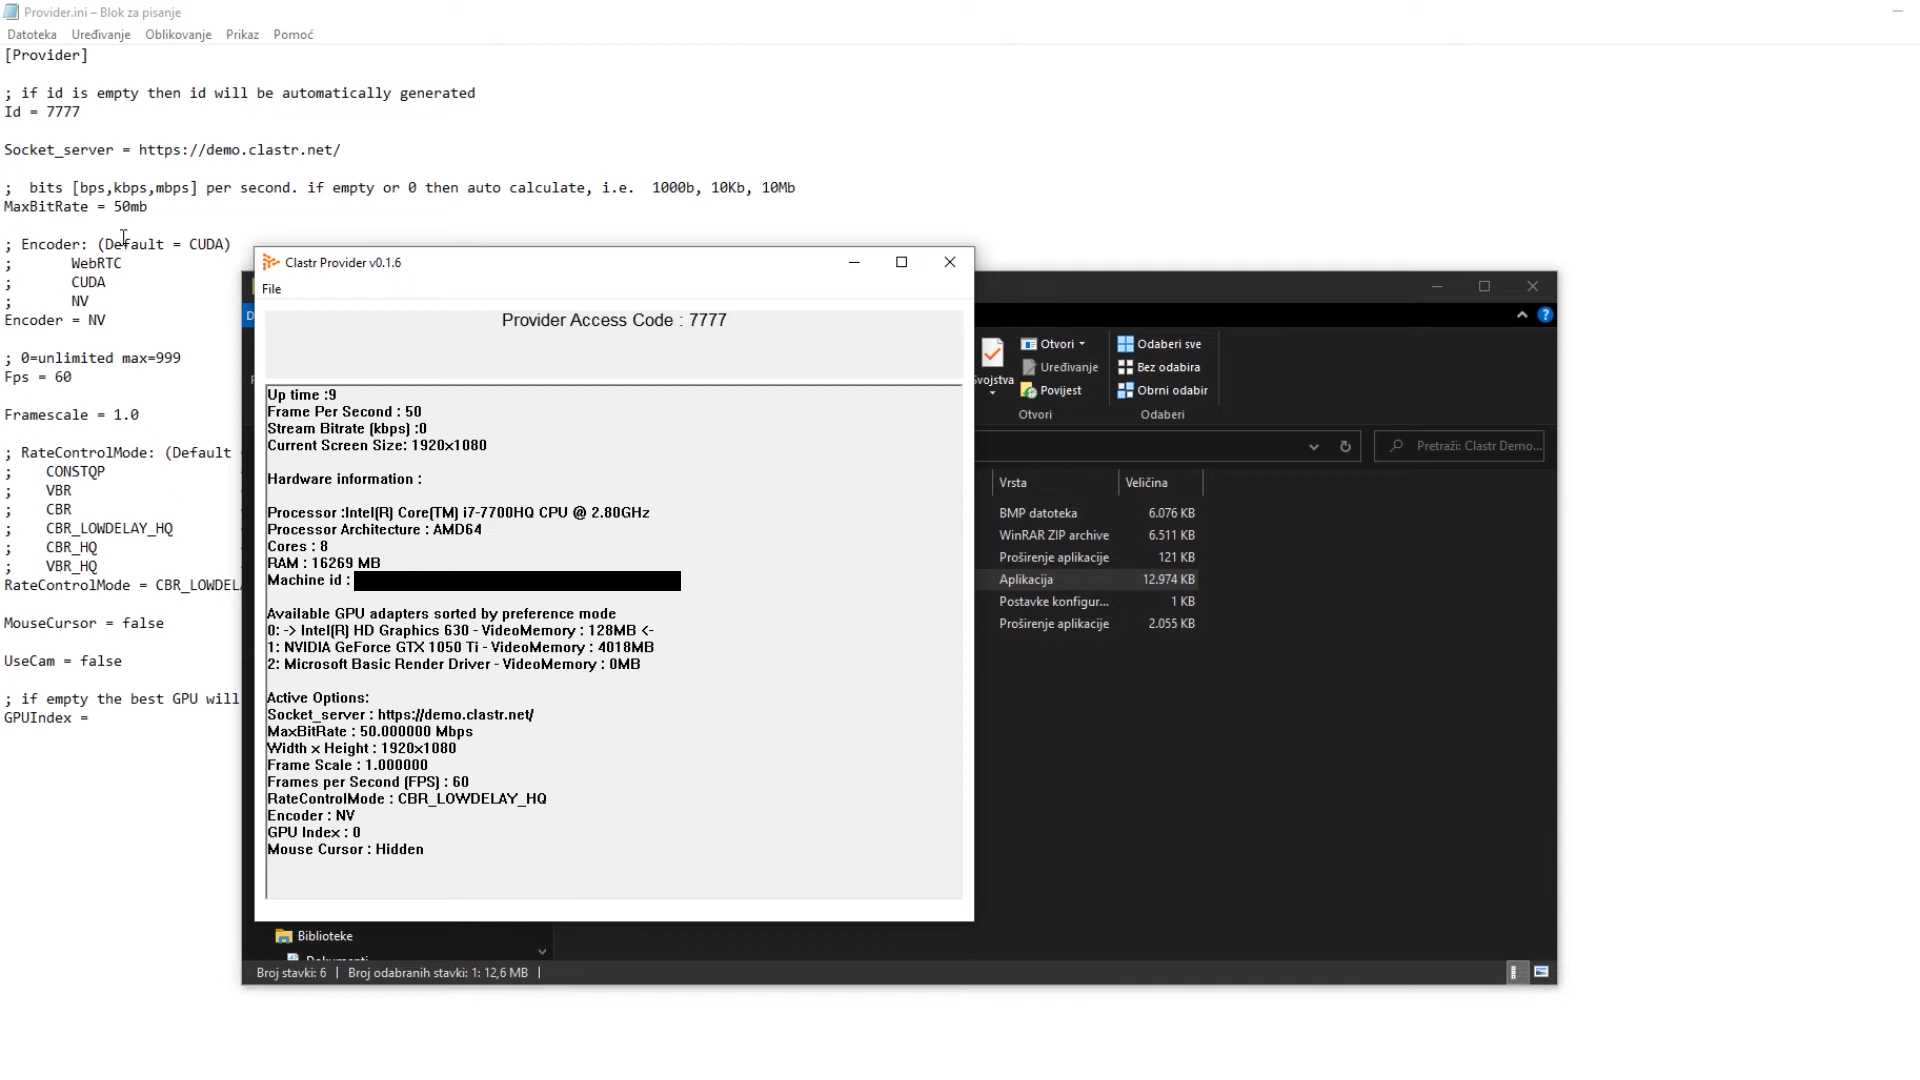 Provider.ini – Blok za pisanje
Datoteka Uređivanje Oblikovanje Prikaz Pomoć
[Provider]
; if id is empty then id will be automatically generated
Id = 7777
Socket_server = https://demo.clastr.net/
;  bits [bps,kbps,mbps] per second. if empty or 0 then auto calculate, i.e.  1000b, 10Kb, 10Mb
MaxBitRate = 50mb
; Encoder: (Default = CUDA)
;       WebRTC
;       CUDA
;       NV
Encoder = NV
; 0=unlimited max=999
Fps = 60
Framescale = 1.0
; RateControlMode: (Default
;    CONSTQP
;    VBR
;    CBR
;    CBR_LOWDELAY_HQ
;    CBR_HQ
;    VBR_HQ
RateControlMode = CBR_LOWDELA
MouseCursor = false
UseCam = false
; if empty the best GPU will
GPUIndex =
Clastr Provider v0.1.6
File
Provider Access Code : 7777
Up time :9
Frame Per Second : 50
Stream Bitrate (kbps) :0
Current Screen Size: 1920x1080
Hardware information :
Processor :Intel(R) Core(TM) i7-7700HQ CPU @ 2.80GHz
Processor Architecture : AMD64
Cores : 8
RAM : 16269 MB
Machine id :
Available GPU adapters sorted by preference mode
0: -> Intel(R) HD Graphics 630 - VideoMemory : 128MB <-
1: NVIDIA GeForce GTX 1050 Ti - VideoMemory : 4018MB
2: Microsoft Basic Render Driver - VideoMemory : 0MB
Active Options:
Socket_server : https://demo.clastr.net/
MaxBitRate : 50.000000 Mbps
Width x Height : 1920x1080
Frame Scale : 1.000000
Frames per Second (FPS) : 60
RateControlMode : CBR_LOWDELAY_HQ
Encoder : NV
GPU Index : 0
Mouse Cursor : Hidden
D
Svojstva
Otvori
Uređivanje
Povijest
Otvori
Odaberi sve
Bez odabira
Obrni odabir
Odaberi
Pretraži: Clastr Demo...
Vrsta Veličina
BMP datoteka 6.076 KB
WinRAR ZIP archive 6.511 KB
Proširenje aplikacije 121 KB
Aplikacija 12.974 KB
Postavke konfigur... 1 KB
Proširenje aplikacije 2.055 KB
Biblioteke
Dokumenti
Broj stavki: 6 | Broj odabranih stavki: 1: 12,6 MB |